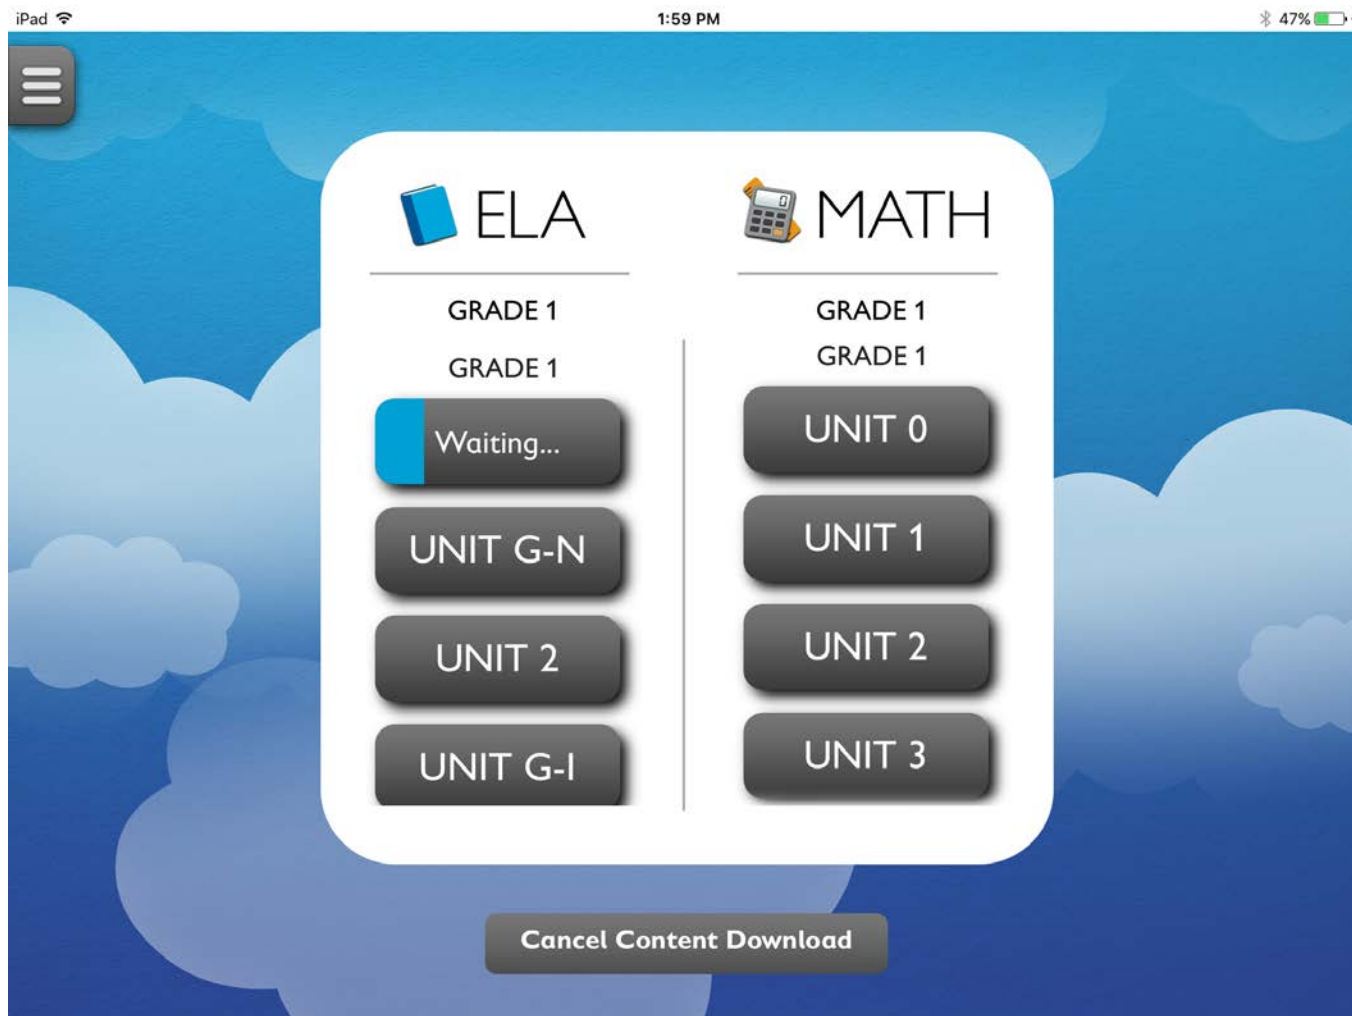 iPad 1:59 PM 47%
ELA
GRADE 1
GRADE 1
Waiting...
UNIT G-N
UNIT 2
UNIT G-I
0 MATH
GRADE 1
GRADE 1
UNIT 0
UNIT 1
UNIT 2
UNIT 3
Cancel Content Download